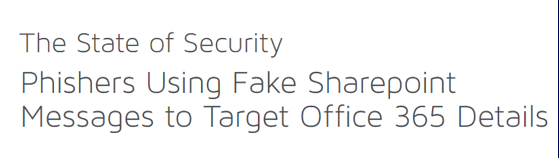 The State of Security
Phishers Using Fake Sharepoint
Messages to Target Office 365 Details